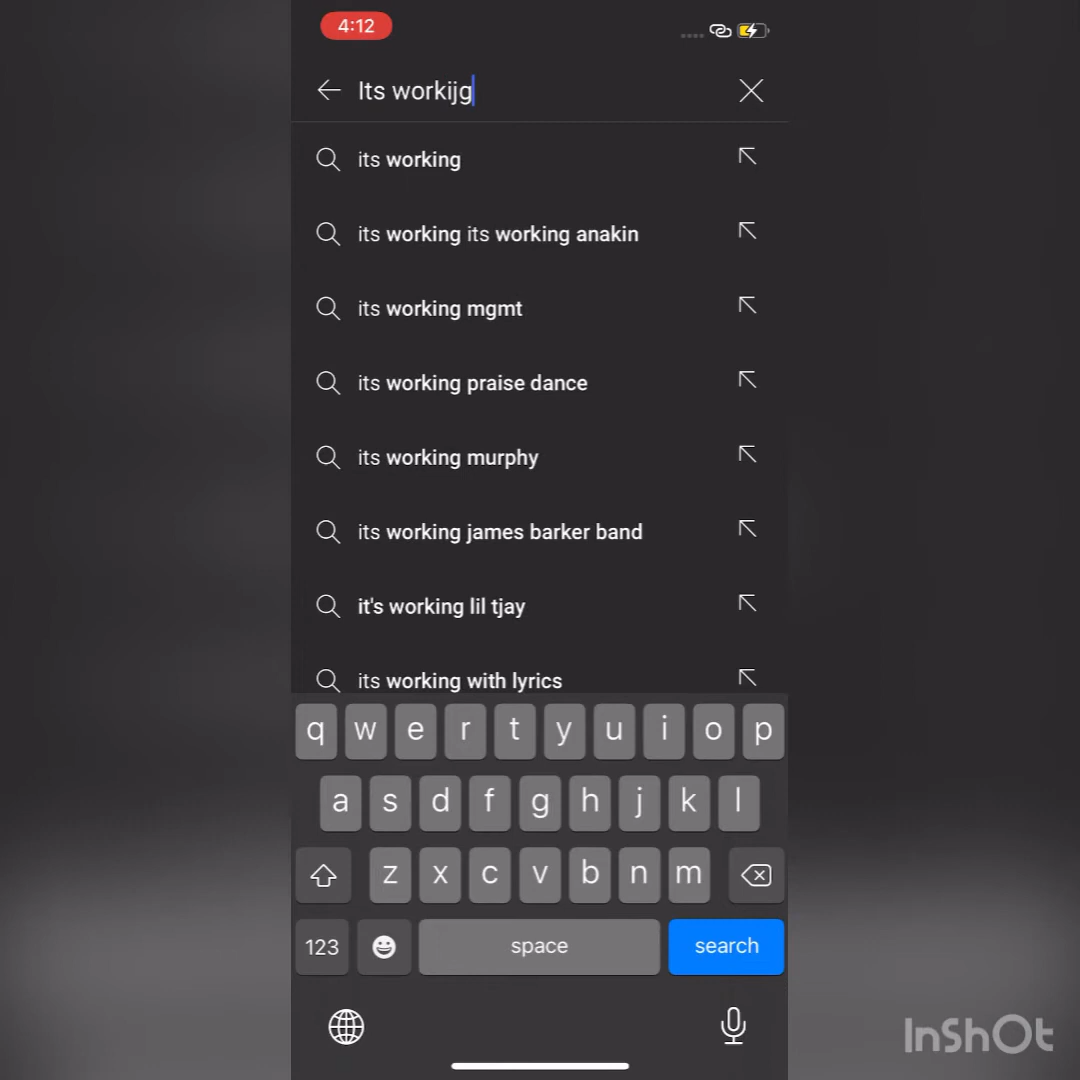 4:12
Its workijg
its working
its working its working anakin
its working mgmt
its working praise dance
its working murphy
its working james barker band
it's working lil tjay
its working with lyrics
q w e r t y u i o p
a s d f g h j k l
z x c v b n m
123 space search
InShOt